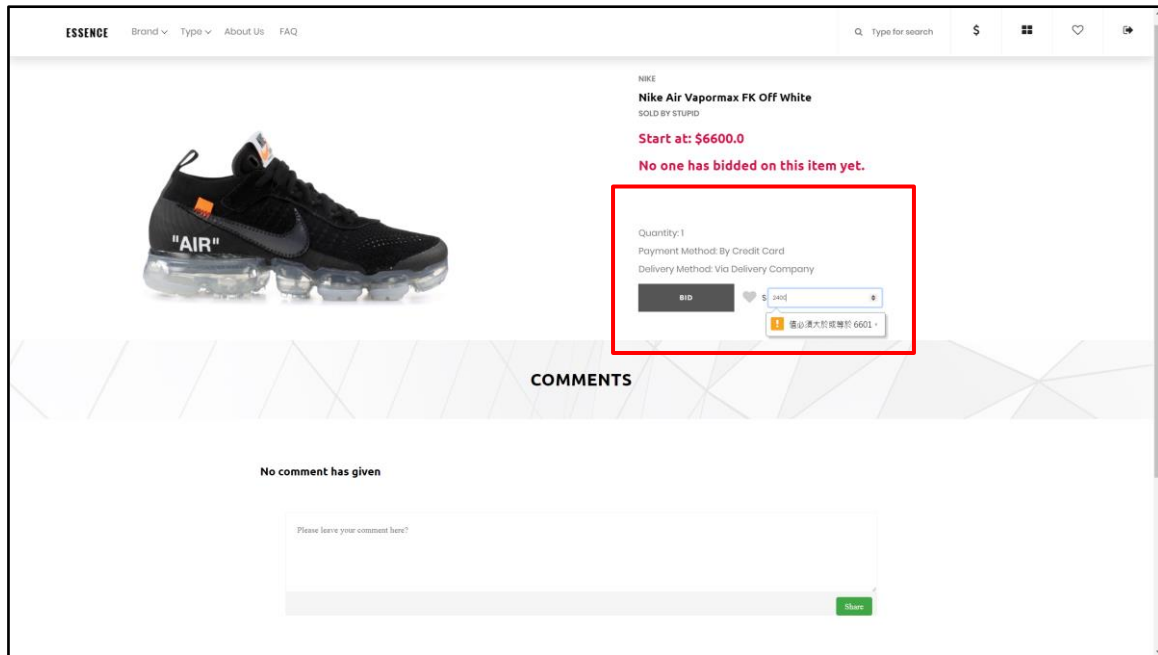 ESSENCE Brand Type About Us FAQ Type for search $
NIKE
Nike Air Vapormax FK Off White
SOLD BY STUPID
Start at: $6600.0
No one has bidded on this item yet.
"AIR"
Quantity: 1
Payment Method: By Credit Card
Delivery Method: Via Delivery Company
BID $ 2400
! 值必須大於或等於 6601。
COMMENTS
No comment has given
Please leave your comment here?
Share